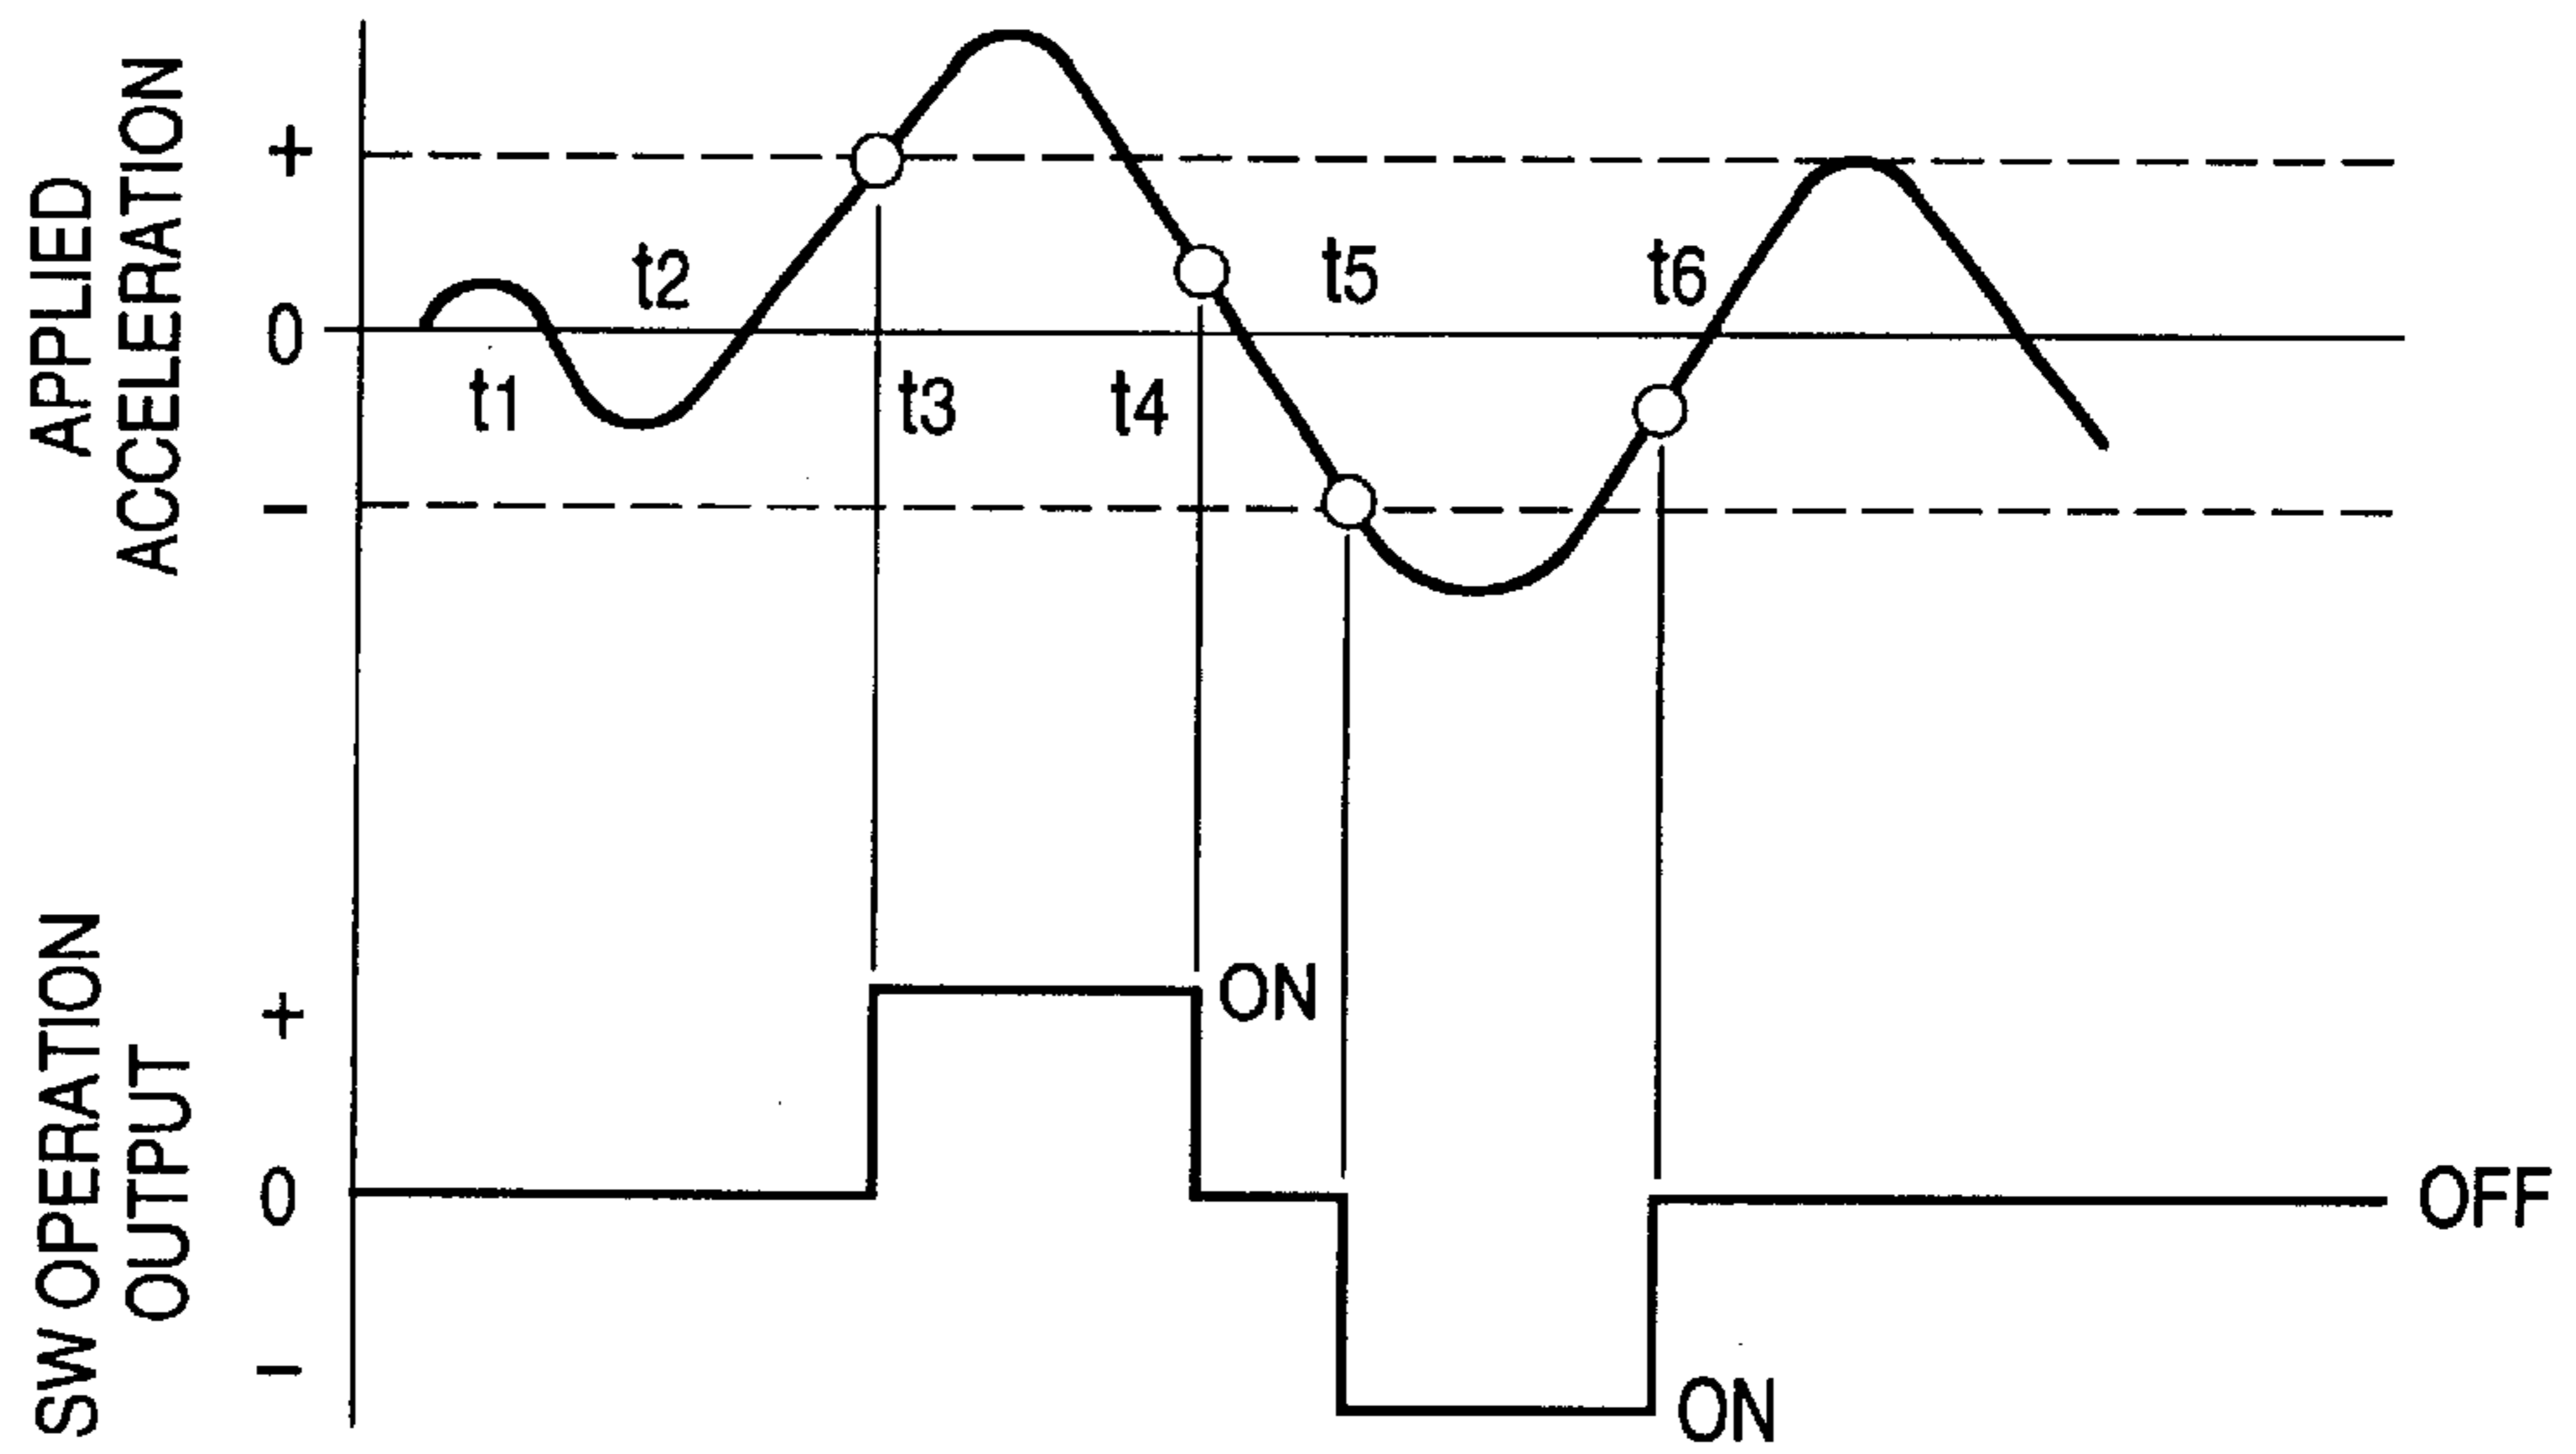 APPLIED
ACCELERATION
+
0
−
t1
t2
t3
t4
t5
t6
SW OPERATION
OUTPUT
+
0
−
ON
OFF
ON